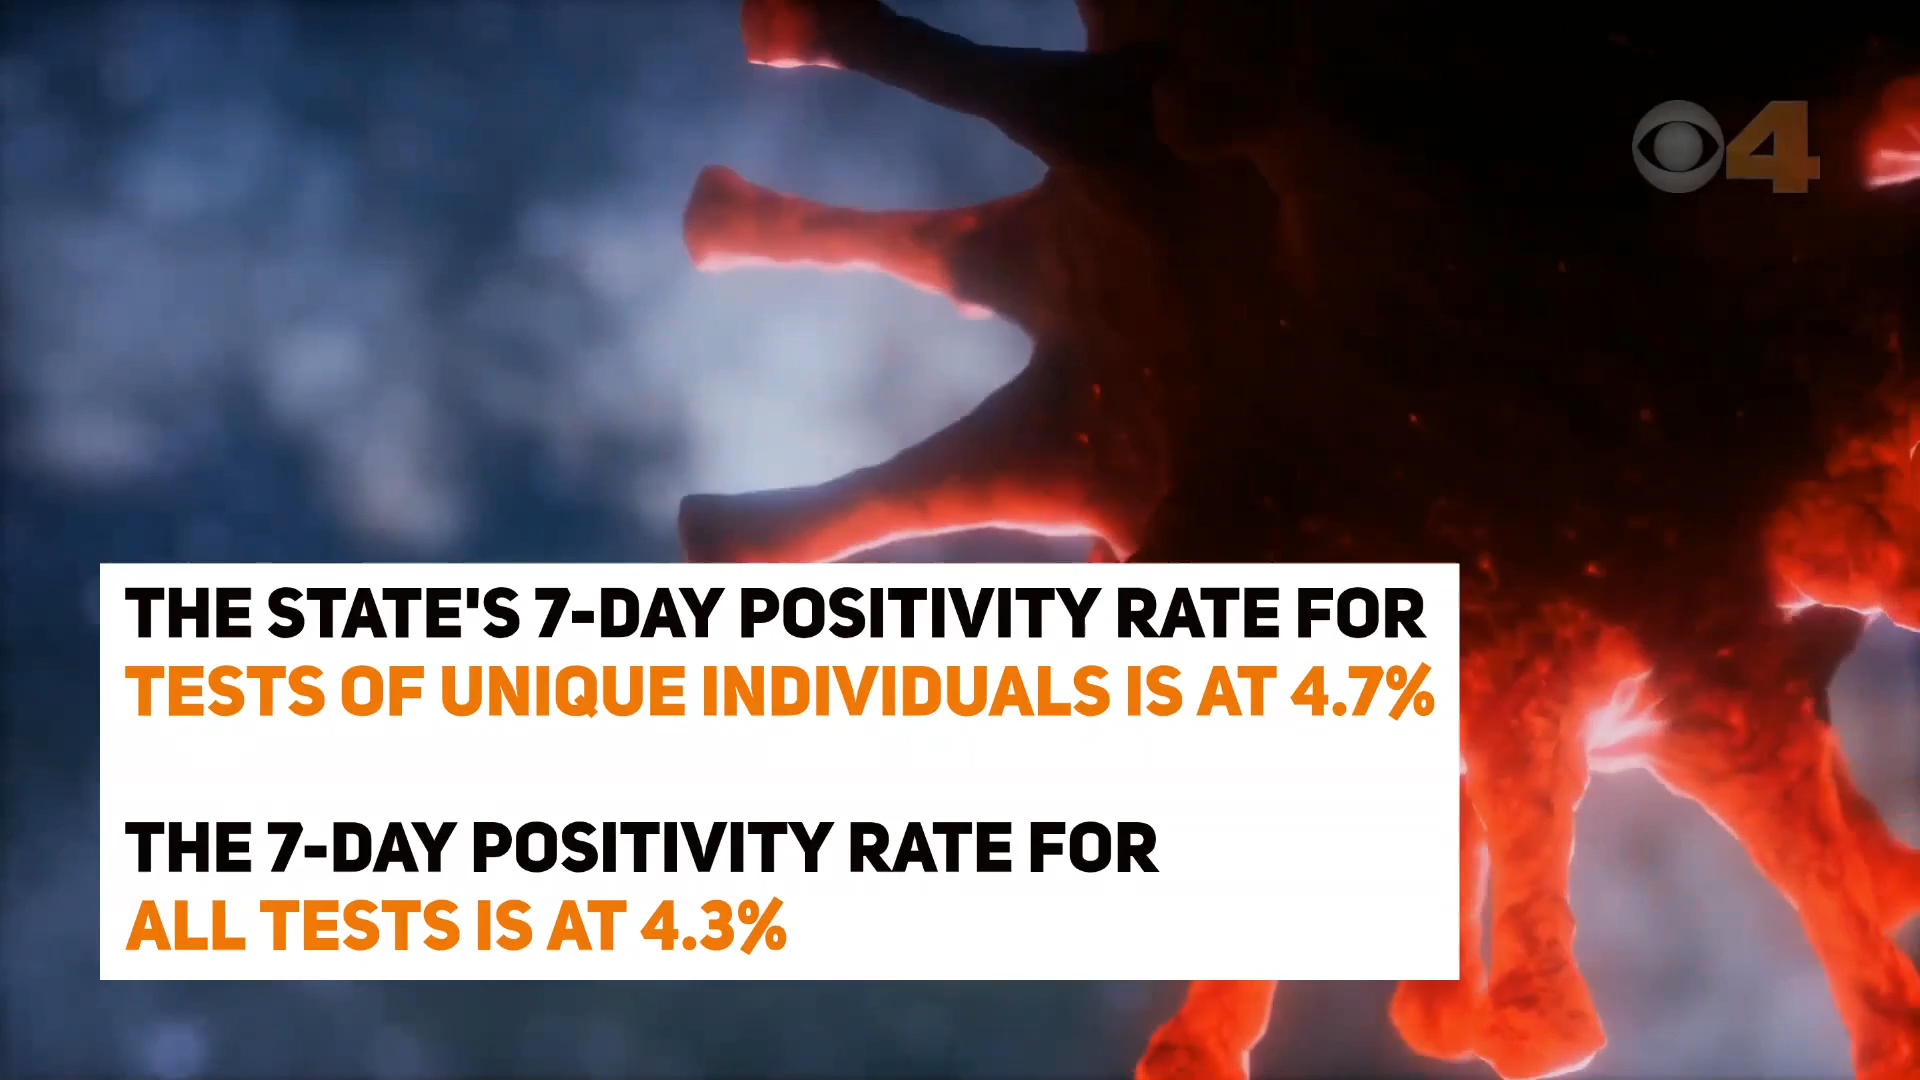 4
THE STATE'S 7-DAY POSITIVITY RATE FOR
TESTS OF UNIQUE INDIVIDUALS IS AT 4.7%
THE 7-DAY POSITIVITY RATE FOR
ALL TESTS IS AT 4.3%